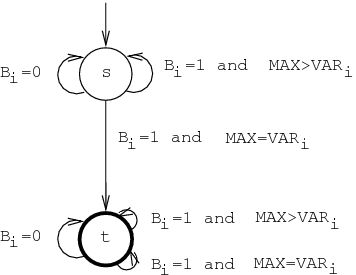 B_i=0 s B_i=1 and MAX>VAR_i
B_i=1 and MAX=VAR_i
B_i=1 and MAX>VAR_i
B_i=0 t
B_i=1 and MAX=VAR_i